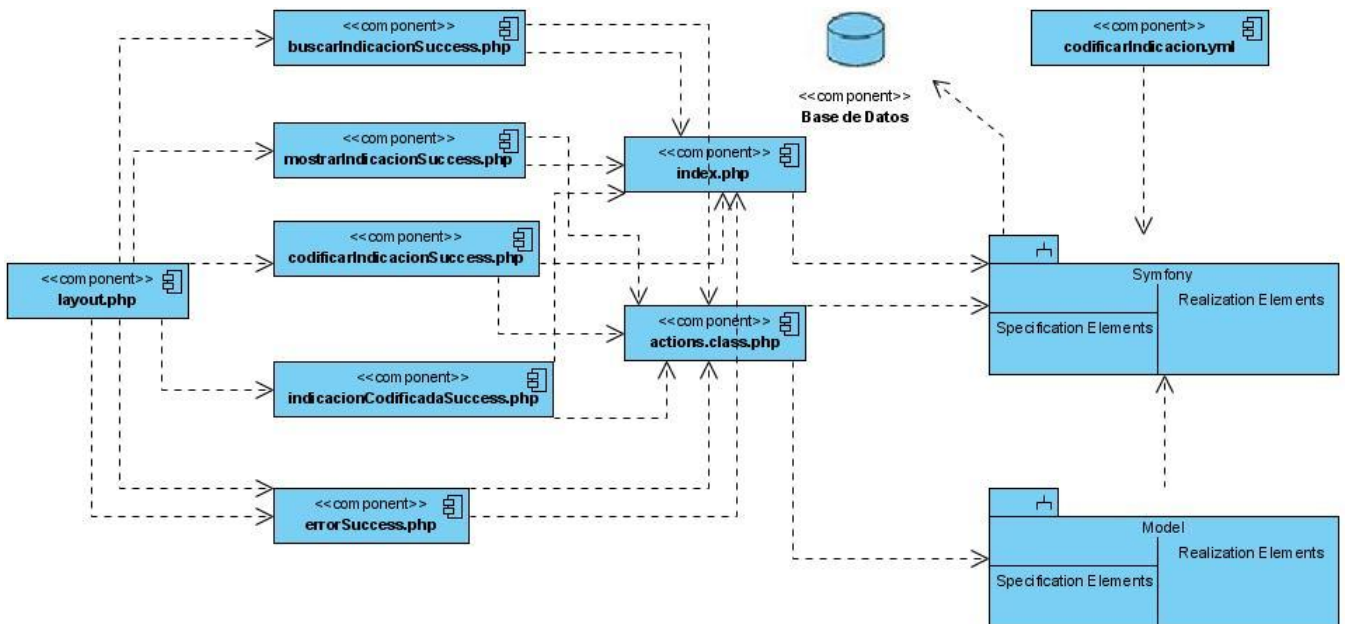 <<component>>
buscarIndicacionSuccess.php
<<component>>
codificarIndicacion.yml
<<component>>
Base de Datos
<<component>>
mostrarIndicacionSuccess.php
<<component>>
index.php
<<component>>
codificarIndicacionSuccess.php
<<component>>
layout.php
Symfony
Realization Elements
Specification Elements
<<component>>
actions.class.php
<<component>>
indicacionCodificadaSuccess.php
<<component>>
errorSuccess.php
Model
Realization Elements
Specification Elements